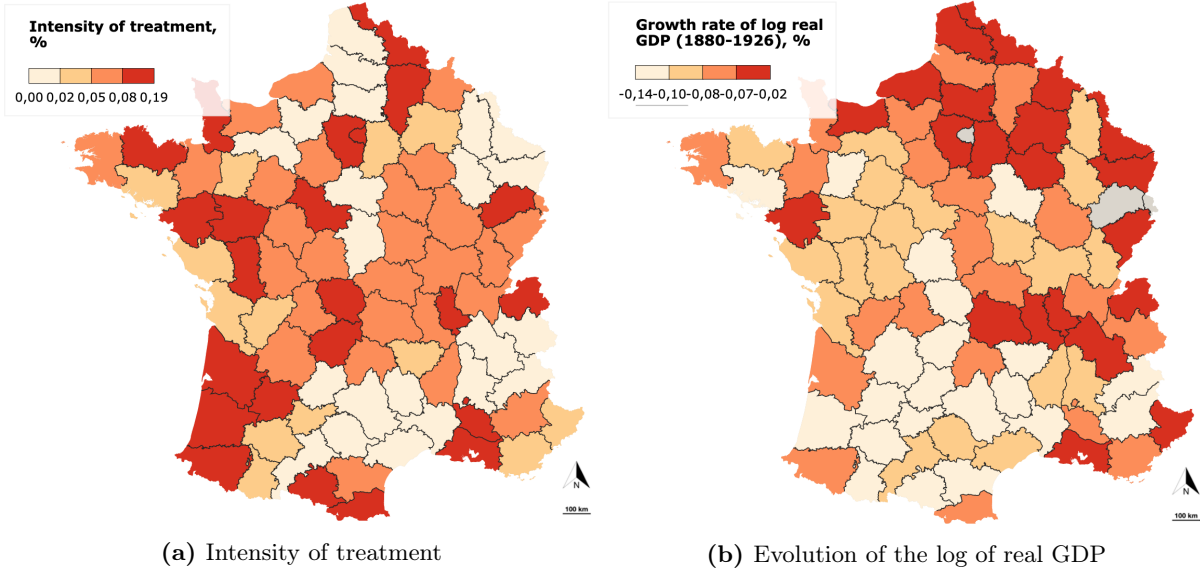 Intensity of treatment,
%
0,00 0,02 0,05 0,08 0,19
N
100 km
(a) Intensity of treatment
Growth rate of log real
GDP (1880-1926), %
-0,14-0,10-0,08-0,07-0,02
N
100 km
(b) Evolution of the log of real GDP